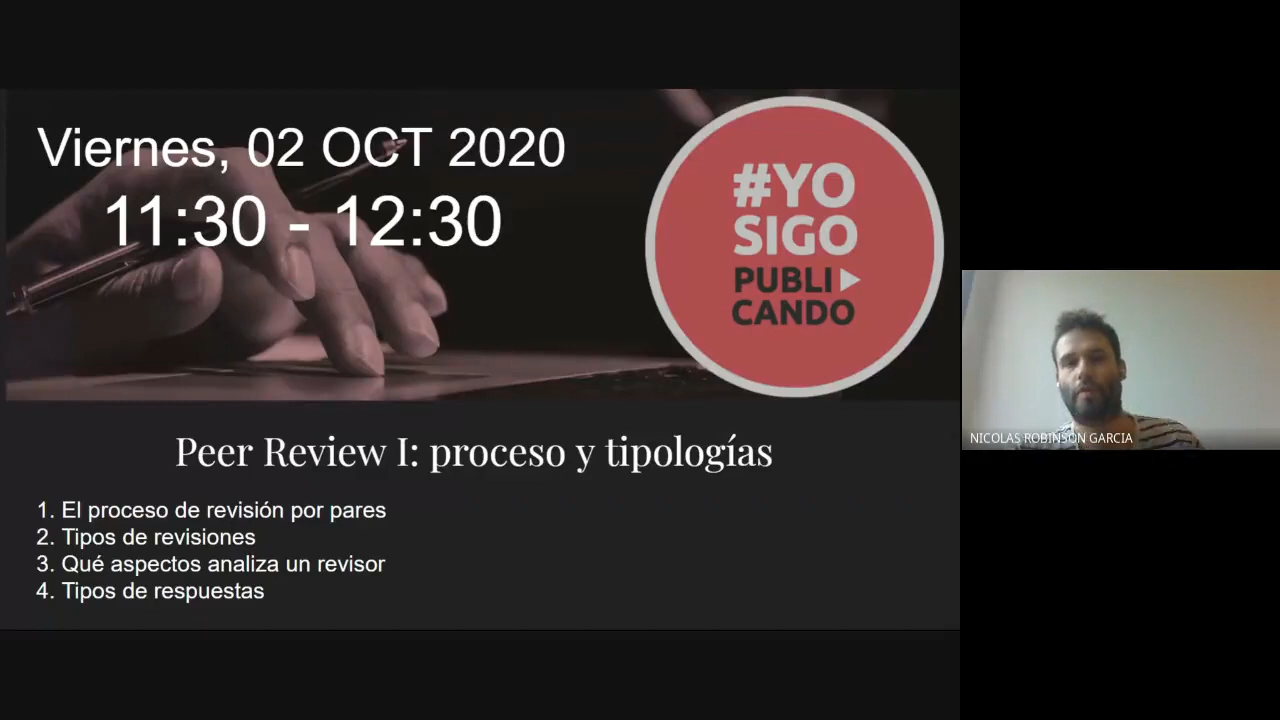 Viernes, 02 OCT 2020
11:30 - 12:30
#YO
SIGO
PUBLI
CANDO
Peer Review I: proceso y tipologías
1. El proceso de revisión por pares
2. Tipos de revisiones
3. Qué aspectos analiza un revisor
4. Tipos de respuestas
NICOLAS ROBINSON GARCIA